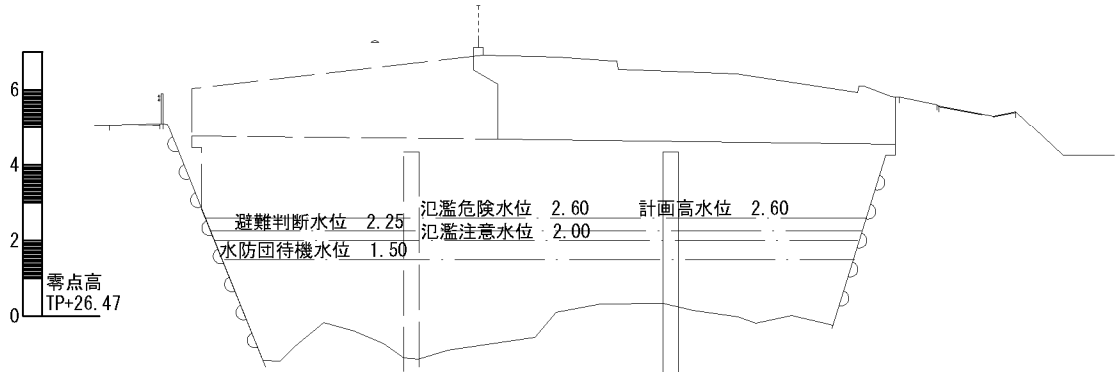 6
4
氾濫危険水位 2.60
計画高水位 2.60
避難判断水位 2.25
氾濫注意水位 2.00
2
水防団待機水位 1.50
零点高
TP+26.47
0